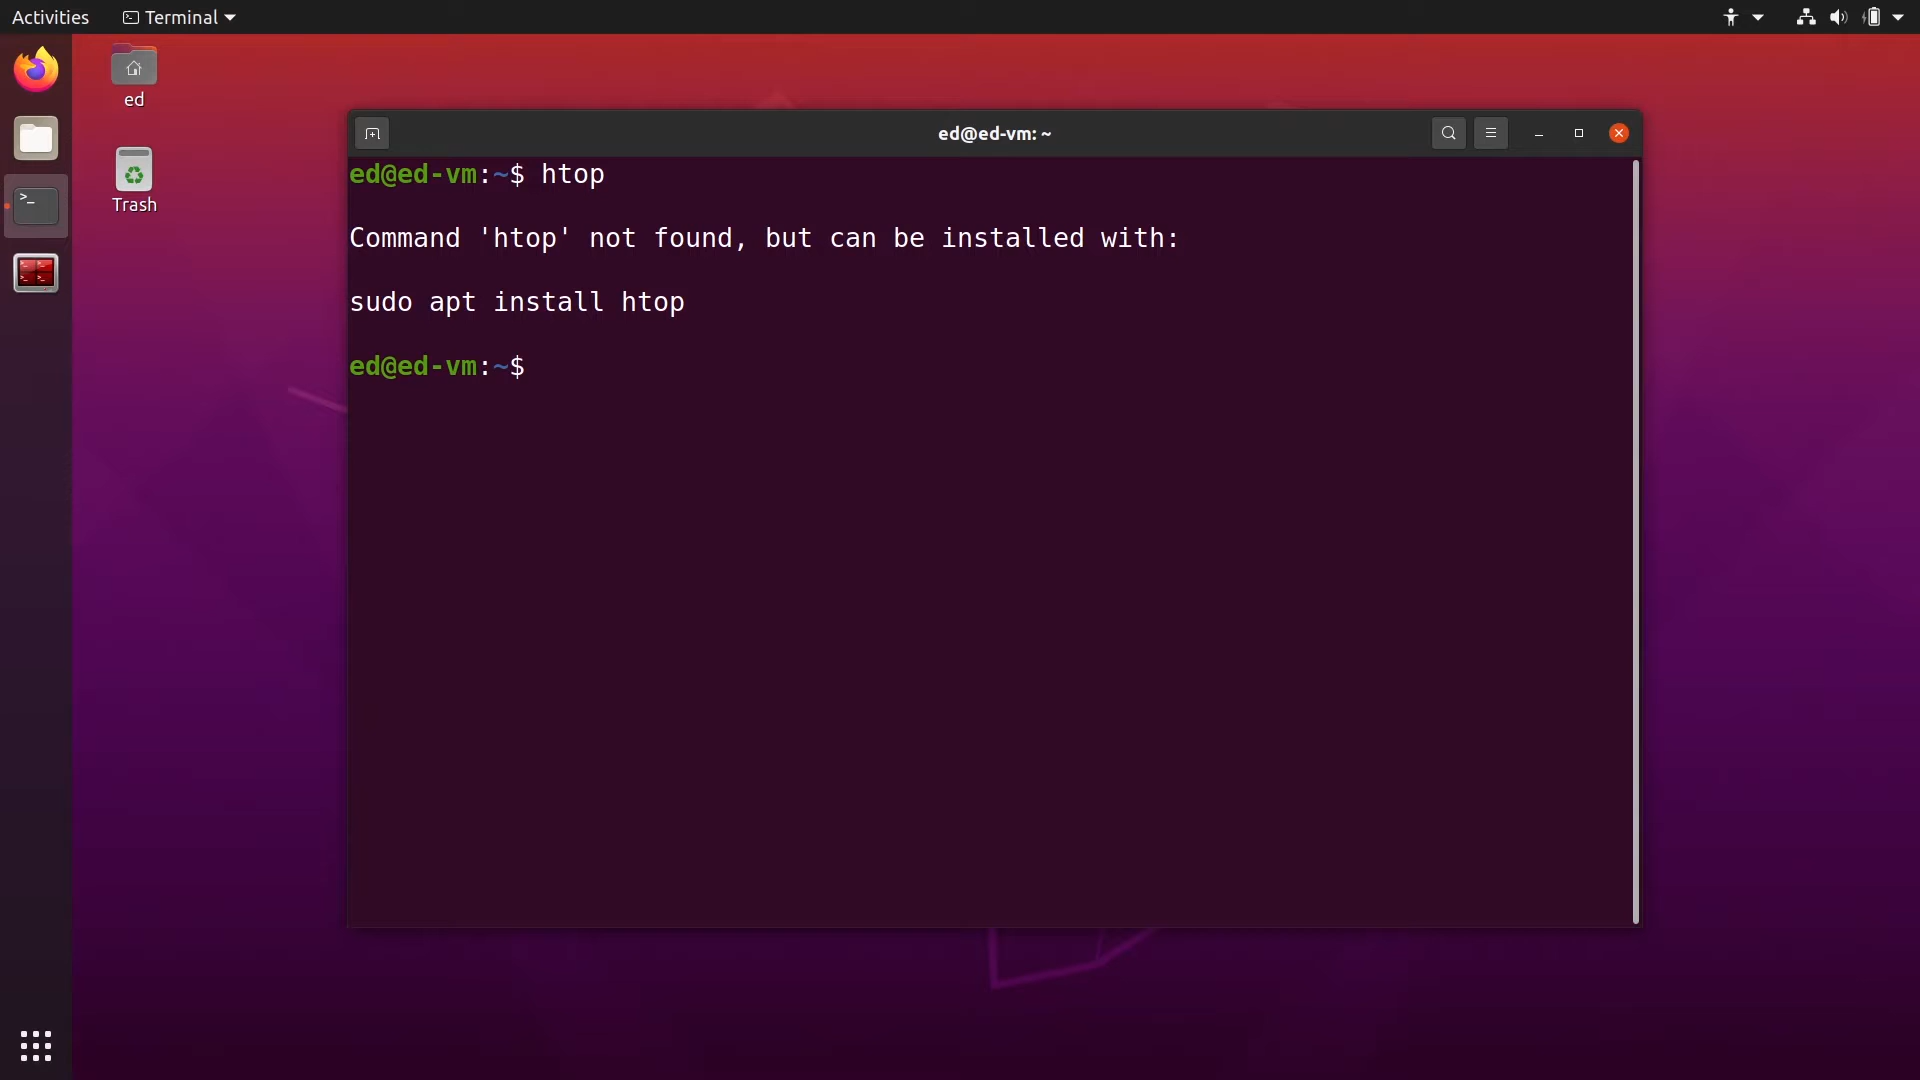 Activities Terminal
ed
Trash
ed@ed-vm: ~
ed@ed-vm:~$ htop
Command 'htop' not found, but can be installed with:
sudo apt install htop
ed@ed-vm:~$